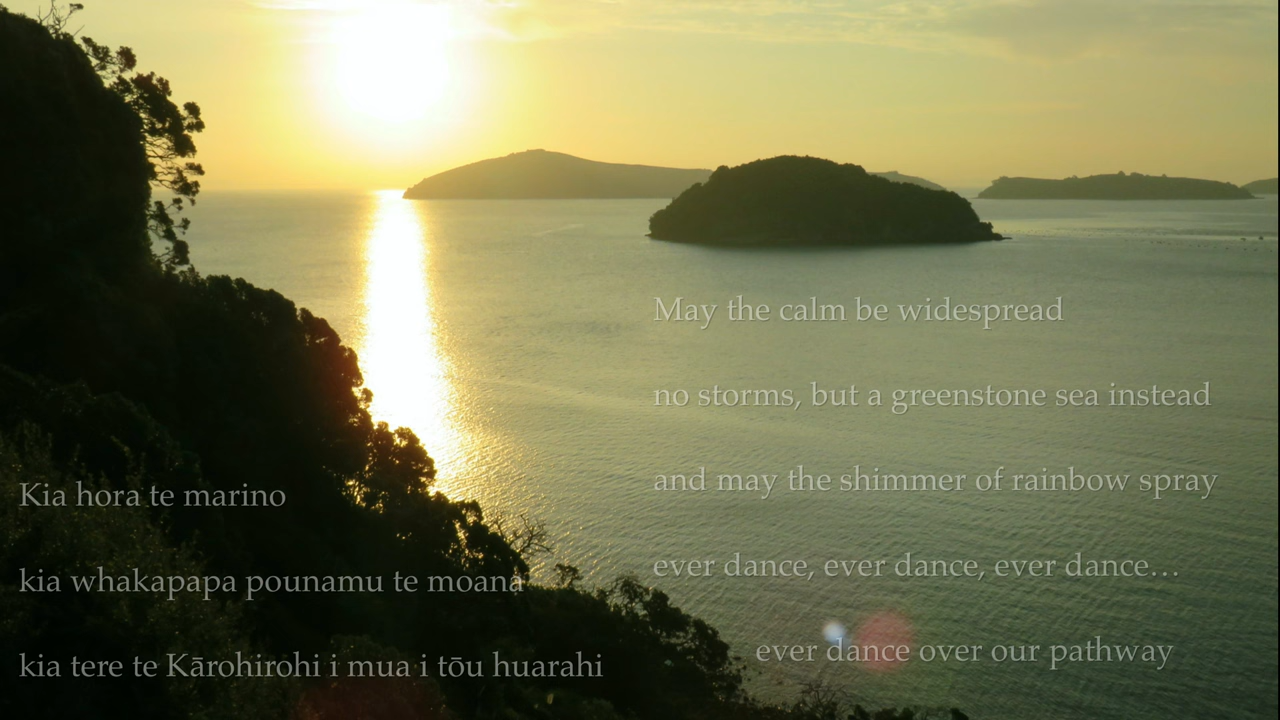 Kia hora te marino
kia whakapapa pounamu te moana
kia tere te Kārohirohi i mua i tōu huarahi
May the calm be widespread
no storms, but a greenstone sea instead
and may the shimmer of rainbow spray
ever dance, ever dance, ever dance…
ever dance over our pathway